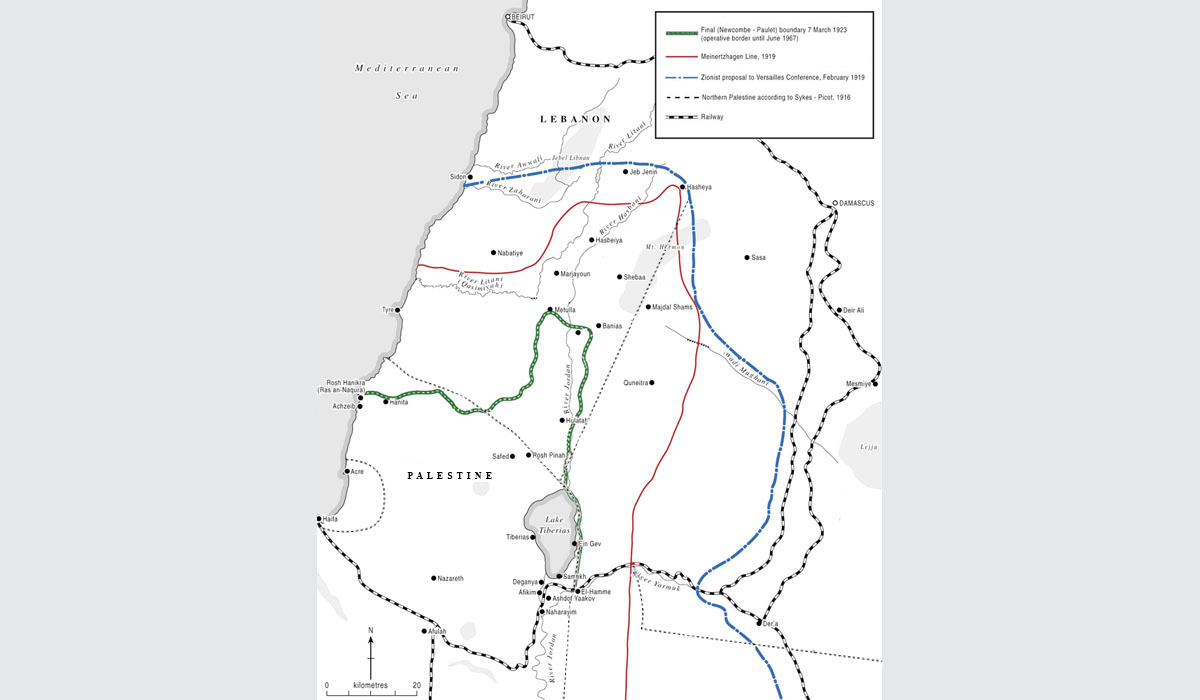 BEIRUT
Final (Newcombe - Paulet) boundary 7 March 1923
(operative border until June 1967)
Meinertzhagen Line, 1919
Zionist proposal to Versailles Conference, February 1919
Northern Palestine according to Sykes - Picot, 1916
Railway
Mediterranean
Sea
LEBANON
River Litani
River Awwali
Jebel Libnan
Sidon
Jeb Jenin
River Zaharani
Hasheya
DAMASCUS
River Hasbani
Hasbeiya
Mt. Hermon
Nabatiye
Sasa
Marjayoun
Shebaa
River Litani
(Qasimiyah)
Tyre
Metulla
Majdal Shams
Deir Ali
Banias
Wadi Mughani
Rosh Hanikra
(Ras an-Naqura)
Quneitra
Mesmiye
River Jordan
Achzeib
Hanita
Hulata
Lejja
Safed
Rosh Pinah
Acre
PALESTINE
Haifa
Lake
Tiberias
Tiberias
Ein Gev
Nazareth
Deganya
Samakh
River Yarmuk
Afikim
El-Hamme
Ashdot Yaakov
Naharayim
Der'a
Afulah
N
River Jordan
0 kilometres 20